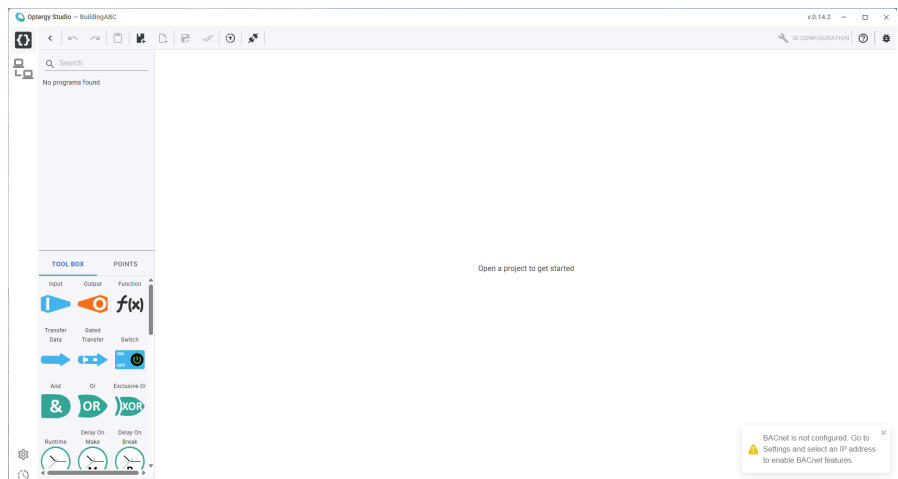 Optergy Studio – BuildingABC
v.0.14.2
IO CONFIGURATION
Search
No programs found
Open a project to get started
TOOL BOX
POINTS
Input Output Function
f(x)
Transfer Data
Gated Transfer
Switch
ON
OFF
And Or Exclusive Or
& OR XOR
Runtime
Delay On Make
Delay On Break
BACnet is not configured. Go to
Settings and select an IP address
to enable BACnet features